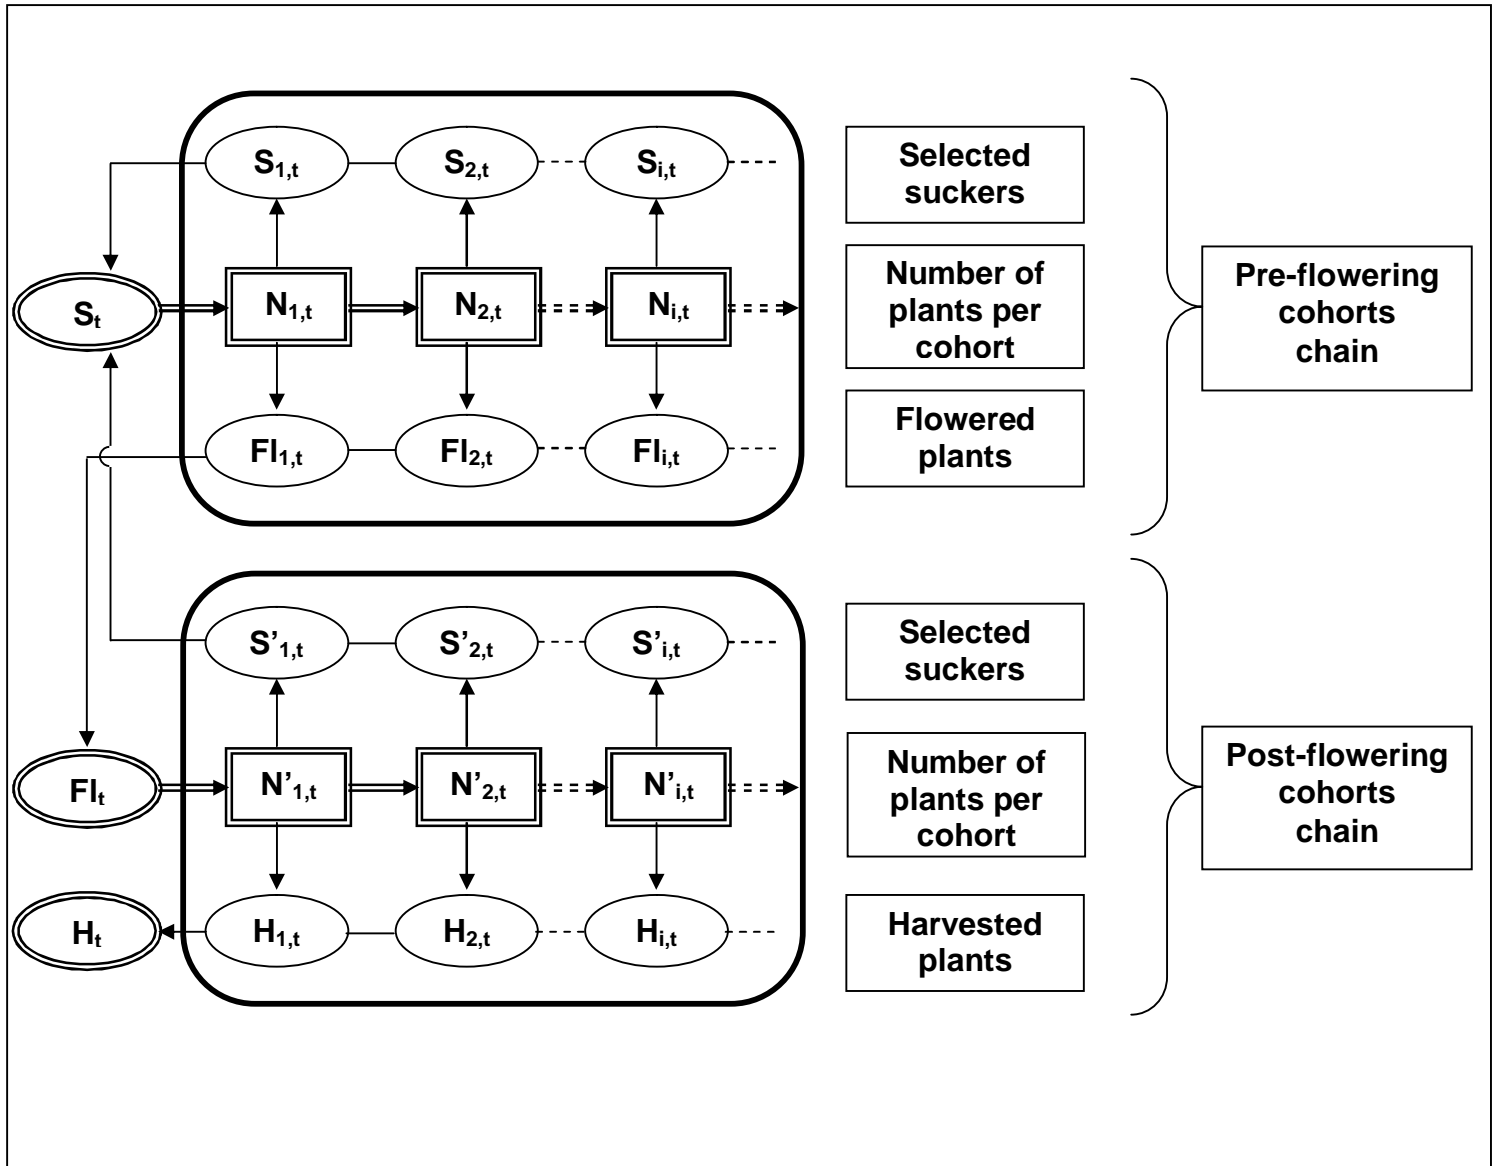 S₁,t S₂,t Sᵢ,t
Selected
suckers
Sₜ
N₁,t N₂,t Nᵢ,t
Number of
plants per
cohort
Pre-flowering
cohorts
chain
Fl₁,t Fl₂,t Flᵢ,t
Flowered
plants
S’₁,t S’₂,t S’ᵢ,t
Selected
suckers
Flₜ
N’₁,t N’₂,t N’ᵢ,t
Number of
plants per
cohort
Post-flowering
cohorts
chain
Hₜ
H₁,t H₂,t Hᵢ,t
Harvested
plants